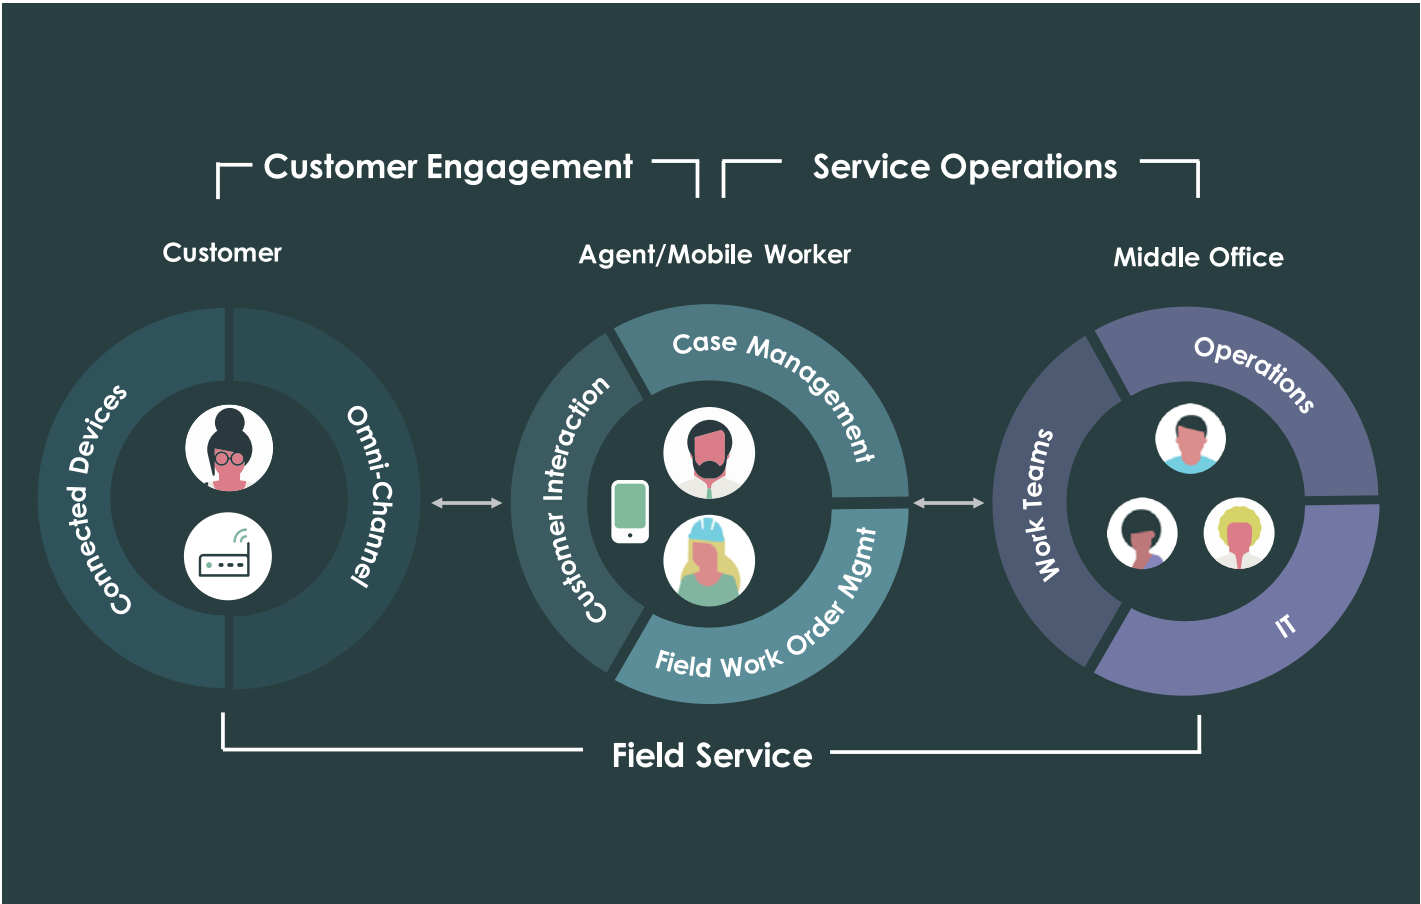 Customer Engagement
Service Operations
Customer
Agent/Mobile Worker
Middle Office
Connected Devices
Omni-Channel
Customer Interaction
Case Management
Field Work Order Mgmt
Work Teams
Operations
IT
Field Service